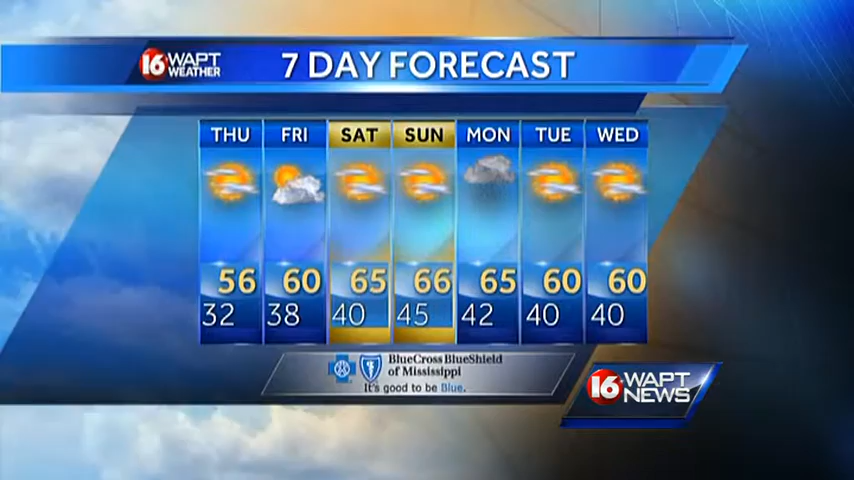 16 WAPT WEATHER
7 DAY FORECAST
THU FRI SAT SUN MON TUE WED
56 60 65 66 65 60 60
32 38 40 45 42 40 40
BlueCross BlueShield
of Mississippi
It's good to be Blue.
16 WAPT
NEWS